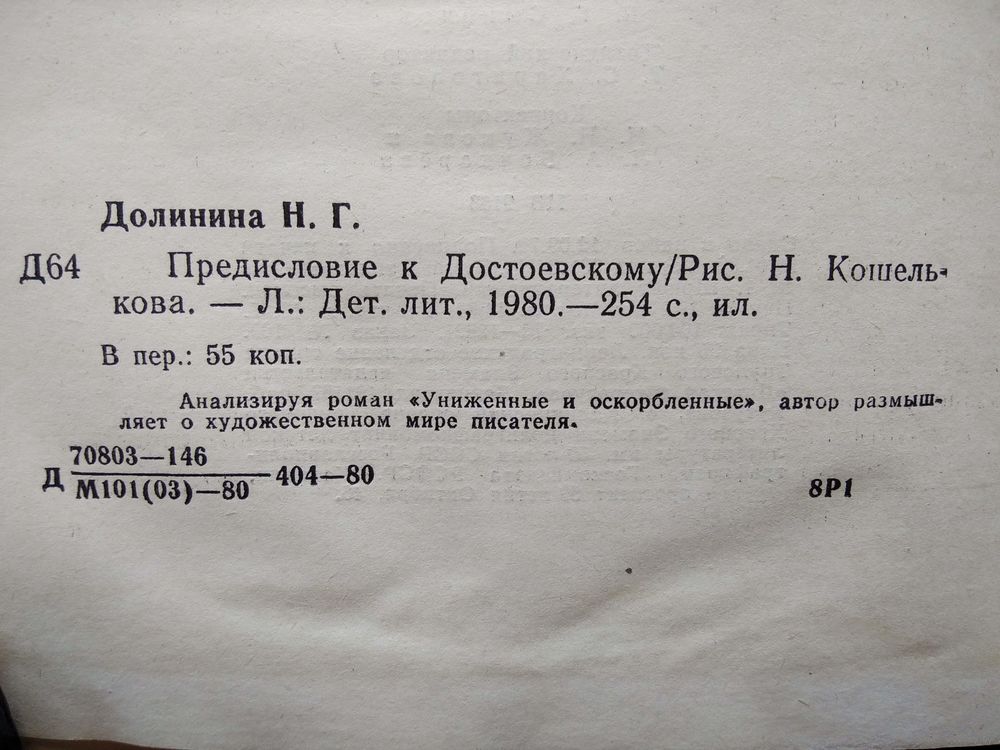 Долинина Н. Г.
Д64 Предисловие к Достоевскому/Рис. Н. Кошель-
кова. — Л.: Дет. лит., 1980.—254 с., ил.
В пер.: 55 коп.
Анализируя роман «Униженные и оскорбленные», автор размыш-
ляет о художественном мире писателя.
70803—146
Д 404—80
М101(03)—80
8Р1